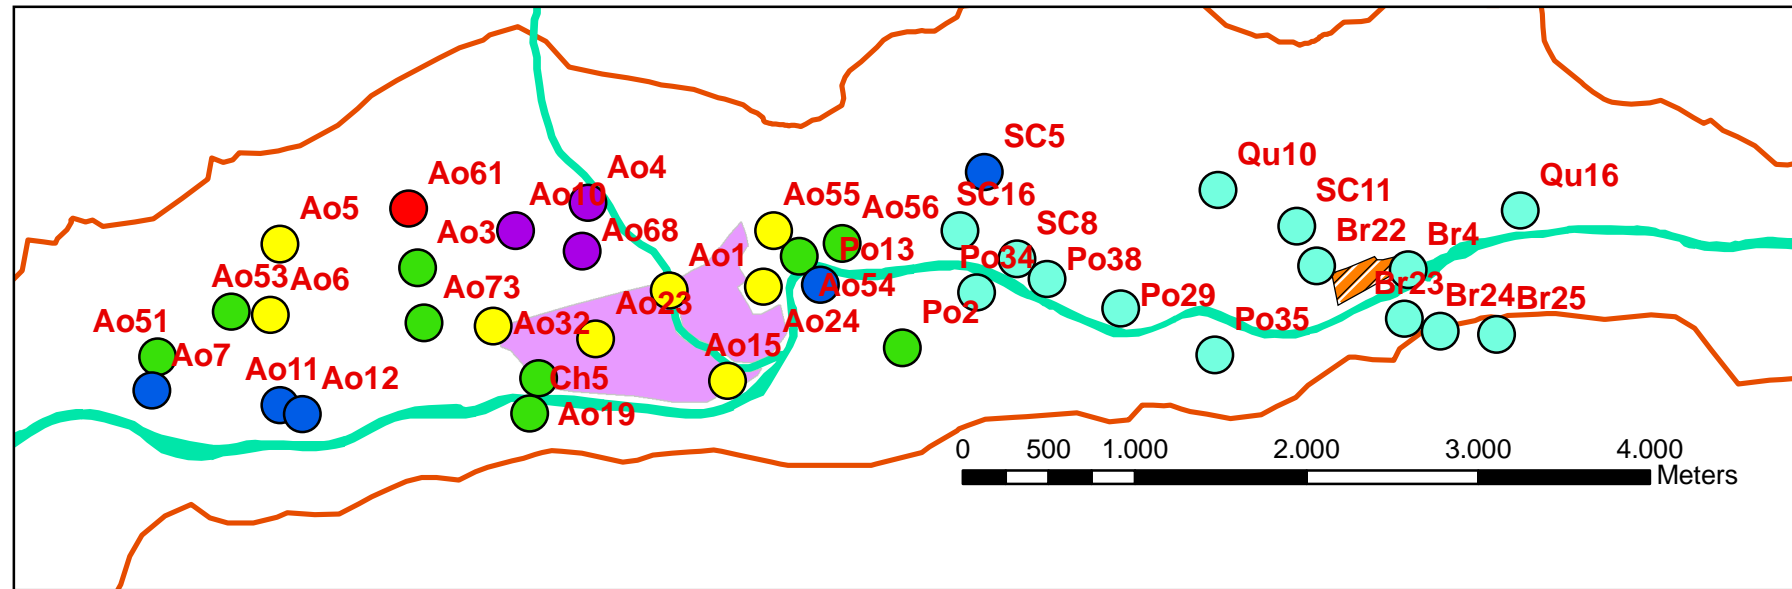 SC5
Qu10
Ao4
Ao61
Qu16
Ao10
Ao55
SC16
SC11
Ao5
Ao56
SC8
Ao3
Ao68
Br22
Br4
Po13
Ao1
Po34
Po38
Ao53
Ao6
Ao54
Br23
Ao73
Ao23
Po29
Ao51
Ao32
Ao24
Po2
Po35
Br24
Br25
Ao7
Ao15
Ao11
Ao12
Ch5
Ao19
0 500 1.000 2.000 3.000 4.000
Meters